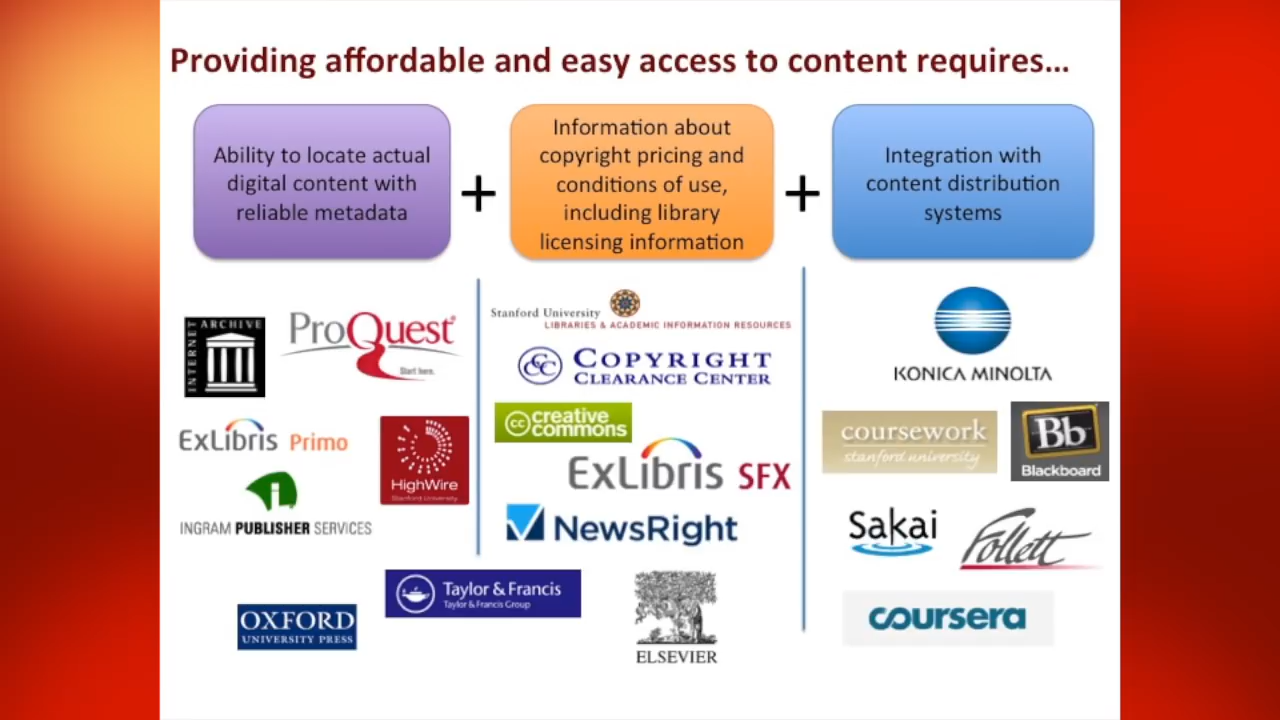 Providing affordable and easy access to content requires...
Ability to locate actual
digital content with
reliable metadata
+
Information about
copyright pricing and
conditions of use,
including library
licensing information
+
Integration with
content distribution
systems
INTERNET ARCHIVE
ProQuest®
Start here.
ExLibris Primo
HighWire
Stanford University
INGRAM PUBLISHER SERVICES
Stanford University
LIBRARIES & ACADEMIC INFORMATION RESOURCES
CCC COPYRIGHT
CLEARANCE CENTER
cc creative
commons
ExLibris SFX
NewsRight
Taylor & Francis
Taylor & Francis Group
OXFORD
UNIVERSITY PRESS
ELSEVIER
KONICA MINOLTA
coursework
stanford university
Bb
Blackboard
Sakai
Follett
coursera